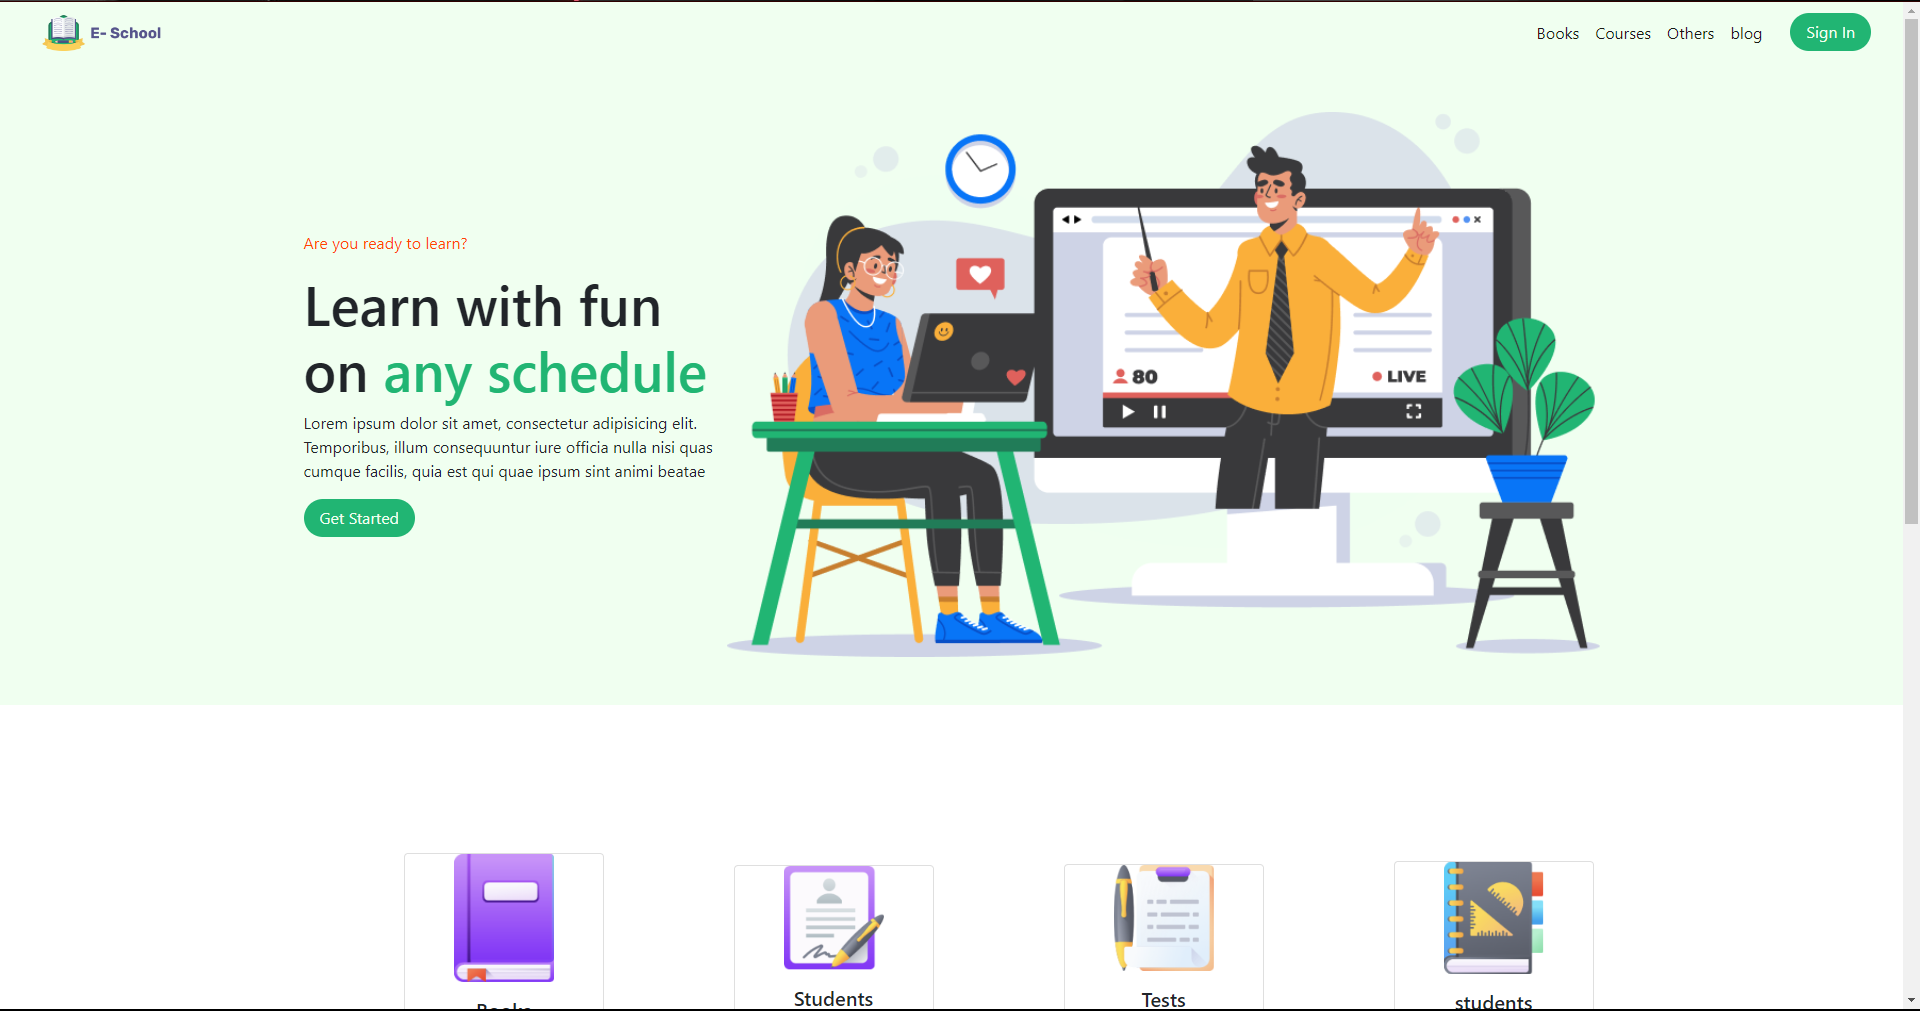 E- School
Books
Courses
Others
blog
Sign In
Are you ready to learn?
Learn with fun
on any schedule
Lorem ipsum dolor sit amet, consectetur adipisicing elit.
Temporibus, illum consequuntur iure officia nulla nisi quas
cumque facilis, quia est qui quae ipsum sint animi beatae
Get Started
80
LIVE
Books
Students
Tests
students